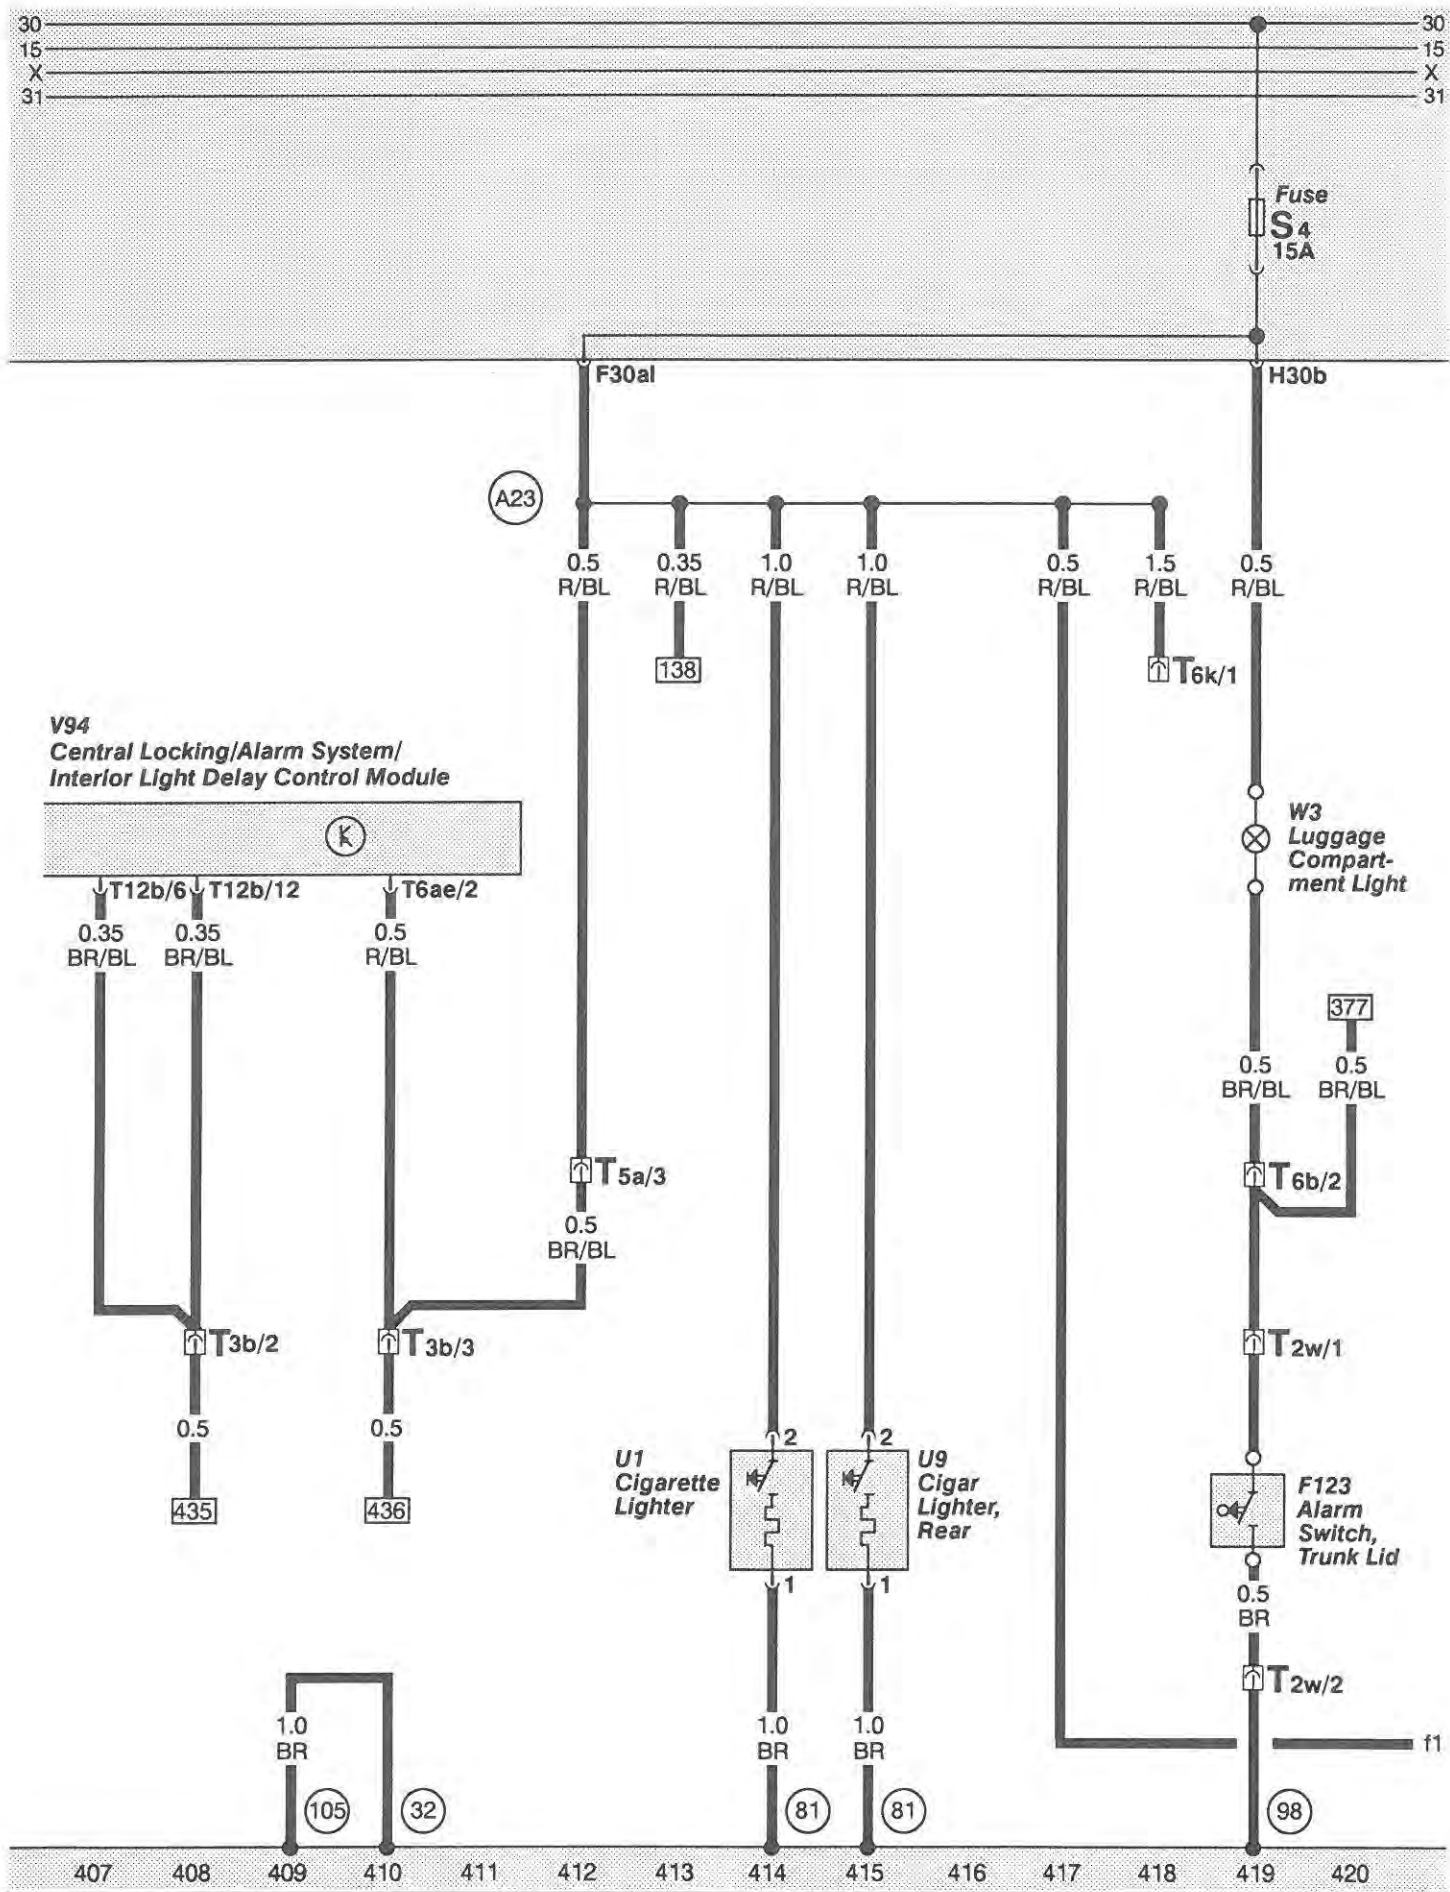 30 30
15 15
X X
31 31
Fuse
S4
15A
F30al H30b
A23
0.5 0.35 1.0 1.0 0.5 1.5 0.5
R/BL R/BL R/BL R/BL R/BL R/BL R/BL
138 T6k/1
V94
Central Locking/Alarm System/
Interior Light Delay Control Module
W3
Luggage
Compart-
ment Light
T12b/6 T12b/12 T6ae/2
0.35 0.35 0.5
BR/BL BR/BL R/BL
377
0.5 0.5
BR/BL BR/BL
T5a/3 T6b/2
0.5
BR/BL
T3b/2 T3b/3 T2w/1
0.5 0.5
435 436
2 2
U1
Cigarette
Lighter
U9
Cigar
Lighter,
Rear
F123
Alarm
Switch,
Trunk Lid
1 1
0.5
BR
T2w/2
1.0 1.0 1.0
BR BR BR
f1
105 32 81 81 98
407 408 409 410 411 412 413 414 415 416 417 418 419 420